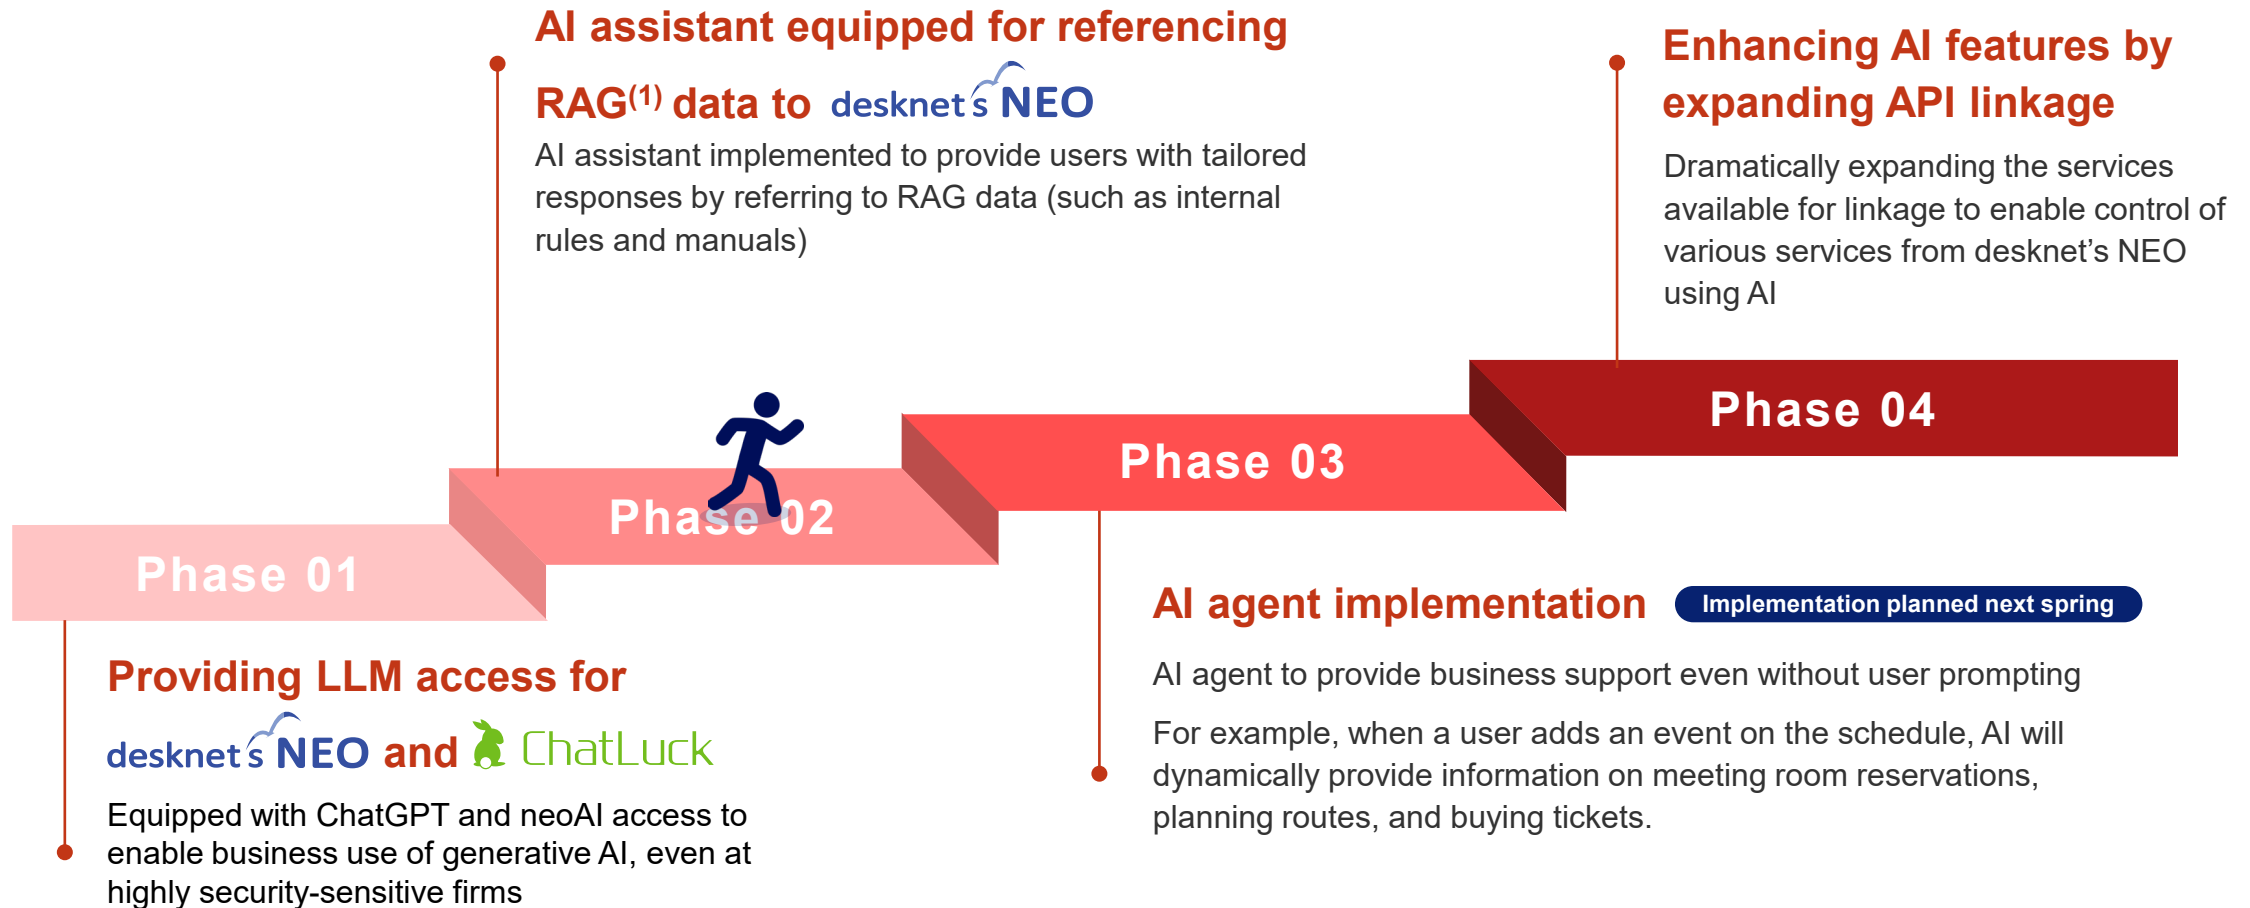 AI assistant equipped for referencing
RAG(1) data to desknet's NEO
AI assistant implemented to provide users with tailored
responses by referring to RAG data (such as internal
rules and manuals)
Enhancing AI features by
expanding API linkage
Dramatically expanding the services
available for linkage to enable control of
various services from desknet’s NEO
using AI
Phase 01
Phase 02
Phase 03
Phase 04
Providing LLM access for
desknet's NEO and ChatLuck
Equipped with ChatGPT and neoAI access to
enable business use of generative AI, even at
highly security-sensitive firms
AI agent implementation Implementation planned next spring
AI agent to provide business support even without user prompting
For example, when a user adds an event on the schedule, AI will
dynamically provide information on meeting room reservations,
planning routes, and buying tickets.